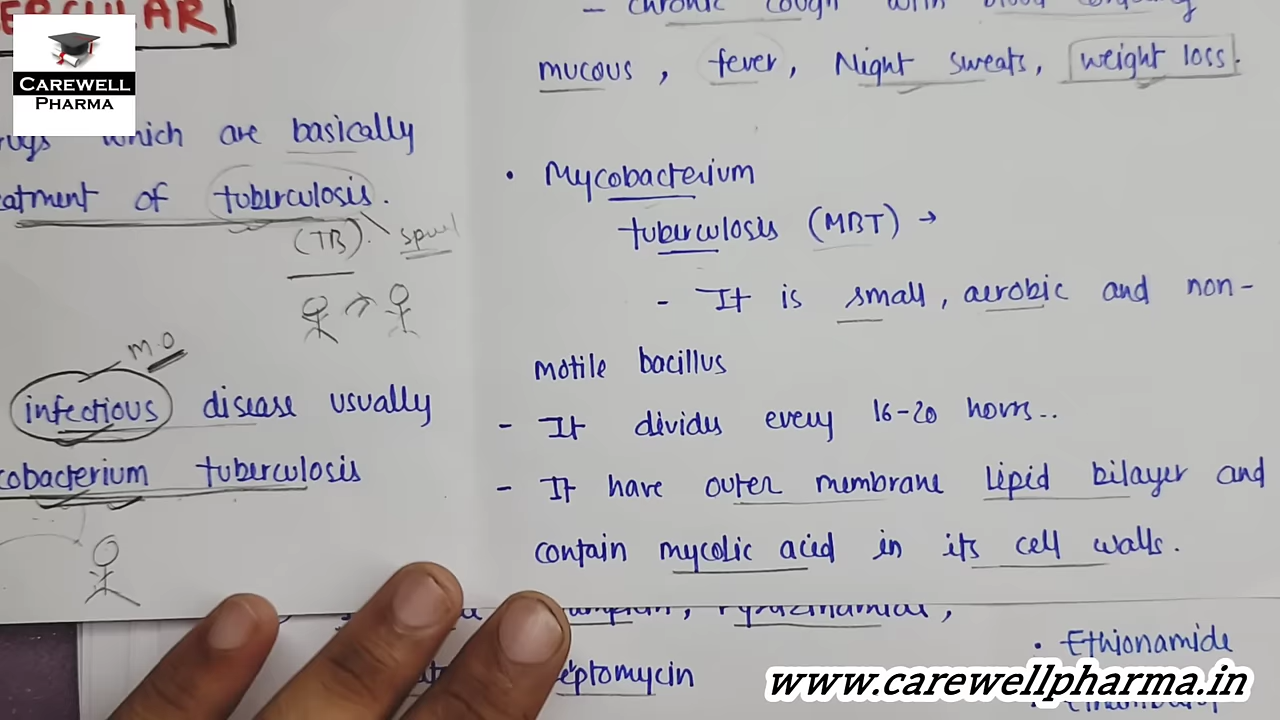 CAREWELL
PHARMA
which are basically
of tuberculosis.
(TB)
M.O
infectious disease usually
tuberculosis
mucous, fever, Night sweats, weight loss.
• Mycobacterium
tuberculosis (MBT) →
- It is small, aerobic and non-
motile bacillus
- It divides every 16-20 hours..
- It have outer membrane lipid bilayer and
contain mycolic acid in its cell walls.
• Ethionamide
www.carewellpharma.in